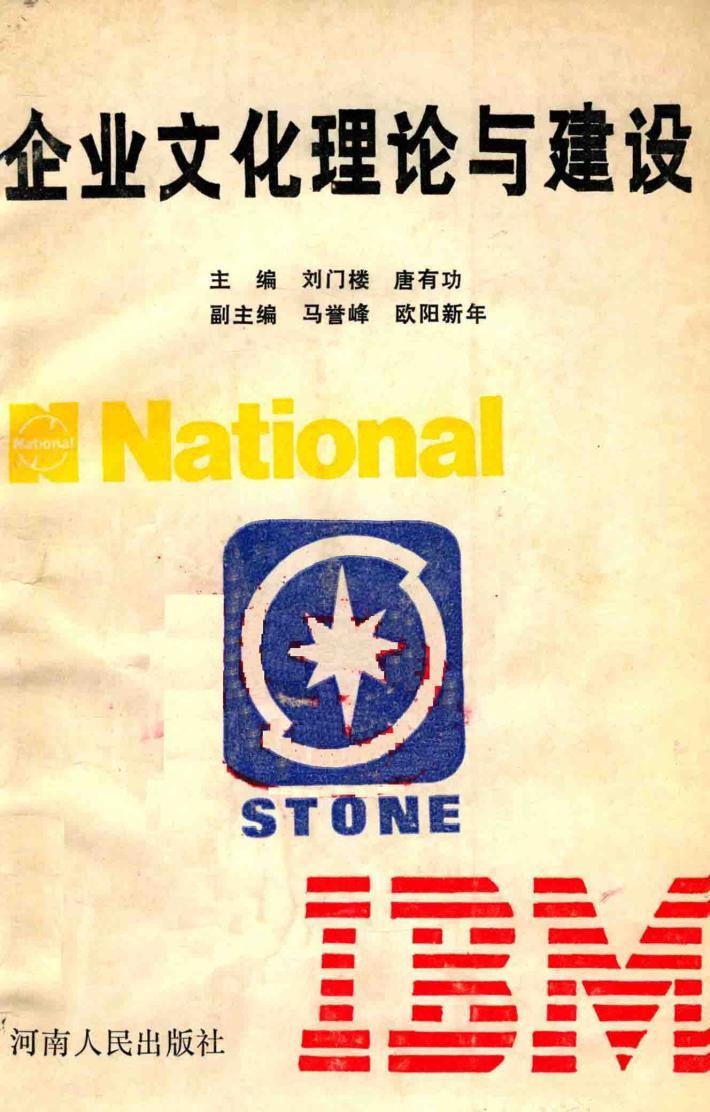 企业文化理论与建设
主 编 刘门楼 唐有功
副主编 马誉峰 欧阳新年
National National
STONE
IBM
河南人民出版社